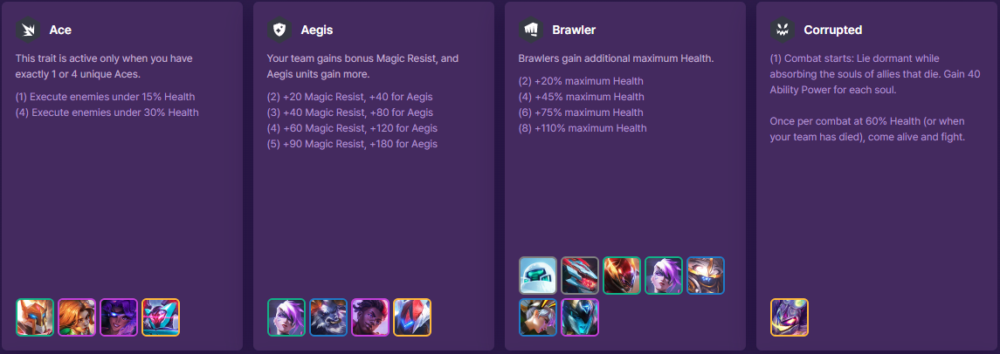 Ace
This trait is active only when you have
exactly 1 or 4 unique Aces.
(1) Execute enemies under 15% Health
(4) Execute enemies under 30% Health
Aegis
Your team gains bonus Magic Resist, and
Aegis units gain more.
(2) +20 Magic Resist, +40 for Aegis
(3) +40 Magic Resist, +80 for Aegis
(4) +60 Magic Resist, +120 for Aegis
(5) +90 Magic Resist, +180 for Aegis
Brawler
Brawlers gain additional maximum Health.
(2) +20% maximum Health
(4) +45% maximum Health
(6) +75% maximum Health
(8) +110% maximum Health
Corrupted
(1) Combat starts: Lie dormant while
absorbing the souls of allies that die. Gain 40
Ability Power for each soul.
Once per combat at 60% Health (or when
your team has died), come alive and fight.